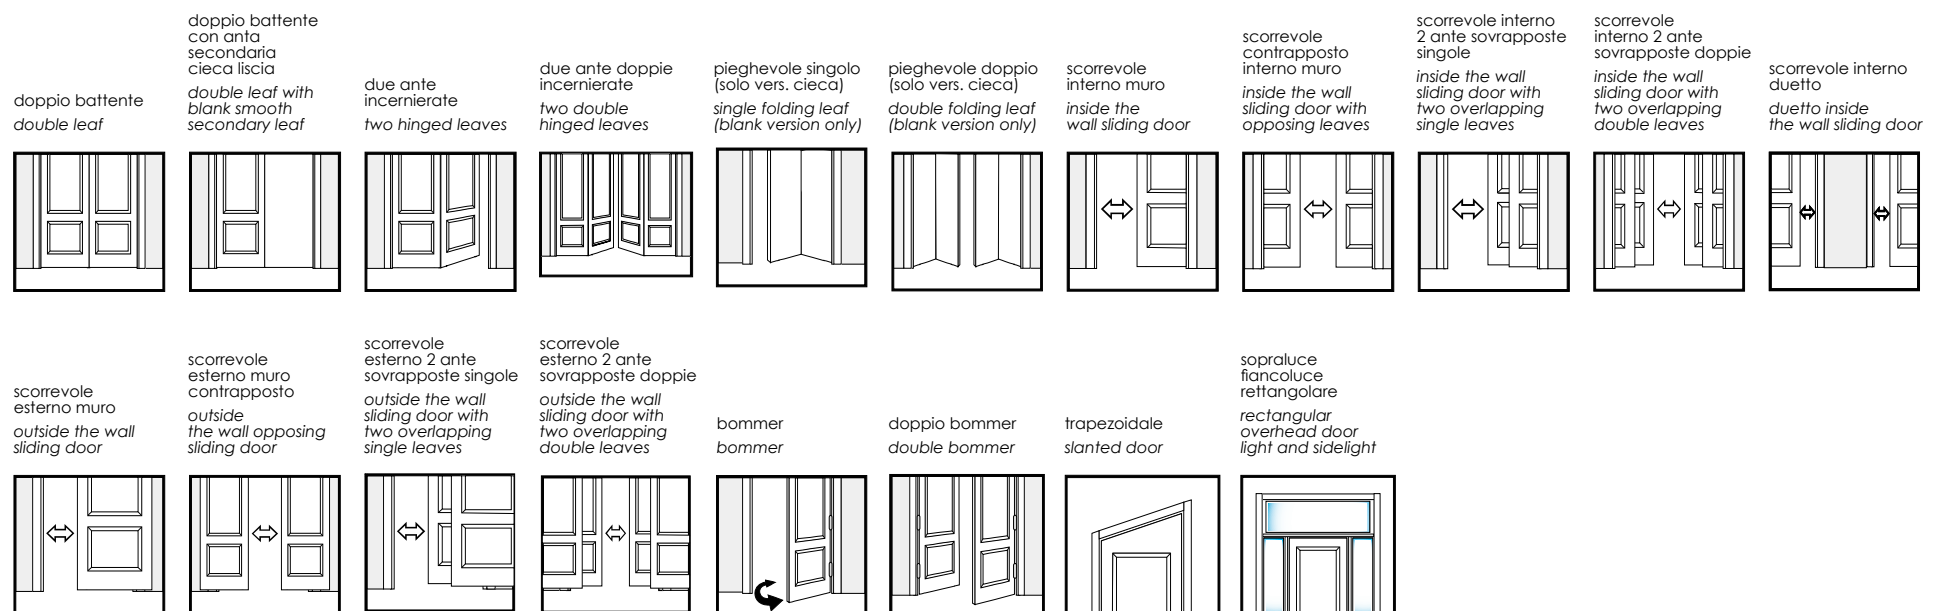 doppio battente
double leaf
doppio battente
con anta
secondaria
cieca liscia
double leaf with
blank smooth
secondary leaf
due ante
incernierate
two hinged leaves
due ante doppie
incernierate
two double
hinged leaves
pieghevole singolo
(solo vers. cieca)
single folding leaf
(blank version only)
pieghevole doppio
(solo vers. cieca)
double folding leaf
(blank version only)
scorrevole
interno muro
inside the
wall sliding door
scorrevole
contrapposto
interno muro
inside the wall
sliding door with
opposing leaves
scorrevole interno
2 ante sovrapposte
singole
inside the wall
sliding door with
two overlapping
single leaves
scorrevole
interno 2 ante
sovrapposte doppie
inside the wall
sliding door with
two overlapping
double leaves
scorrevole interno
duetto
duetto inside
the wall sliding door
scorrevole
esterno muro
outside the wall
sliding door
scorrevole
esterno muro
contrapposto
outside
the wall opposing
sliding door
scorrevole
esterno 2 ante
sovrapposte singole
outside the wall
sliding door with
two overlapping
single leaves
scorrevole
esterno 2 ante
sovrapposte doppie
outside the wall
sliding door with
two overlapping
double leaves
bommer
bommer
doppio bommer
double bommer
trapezoidale
slanted door
sopraluce
fiancoluce
rettangolare
rectangular
overhead door
light and sidelight